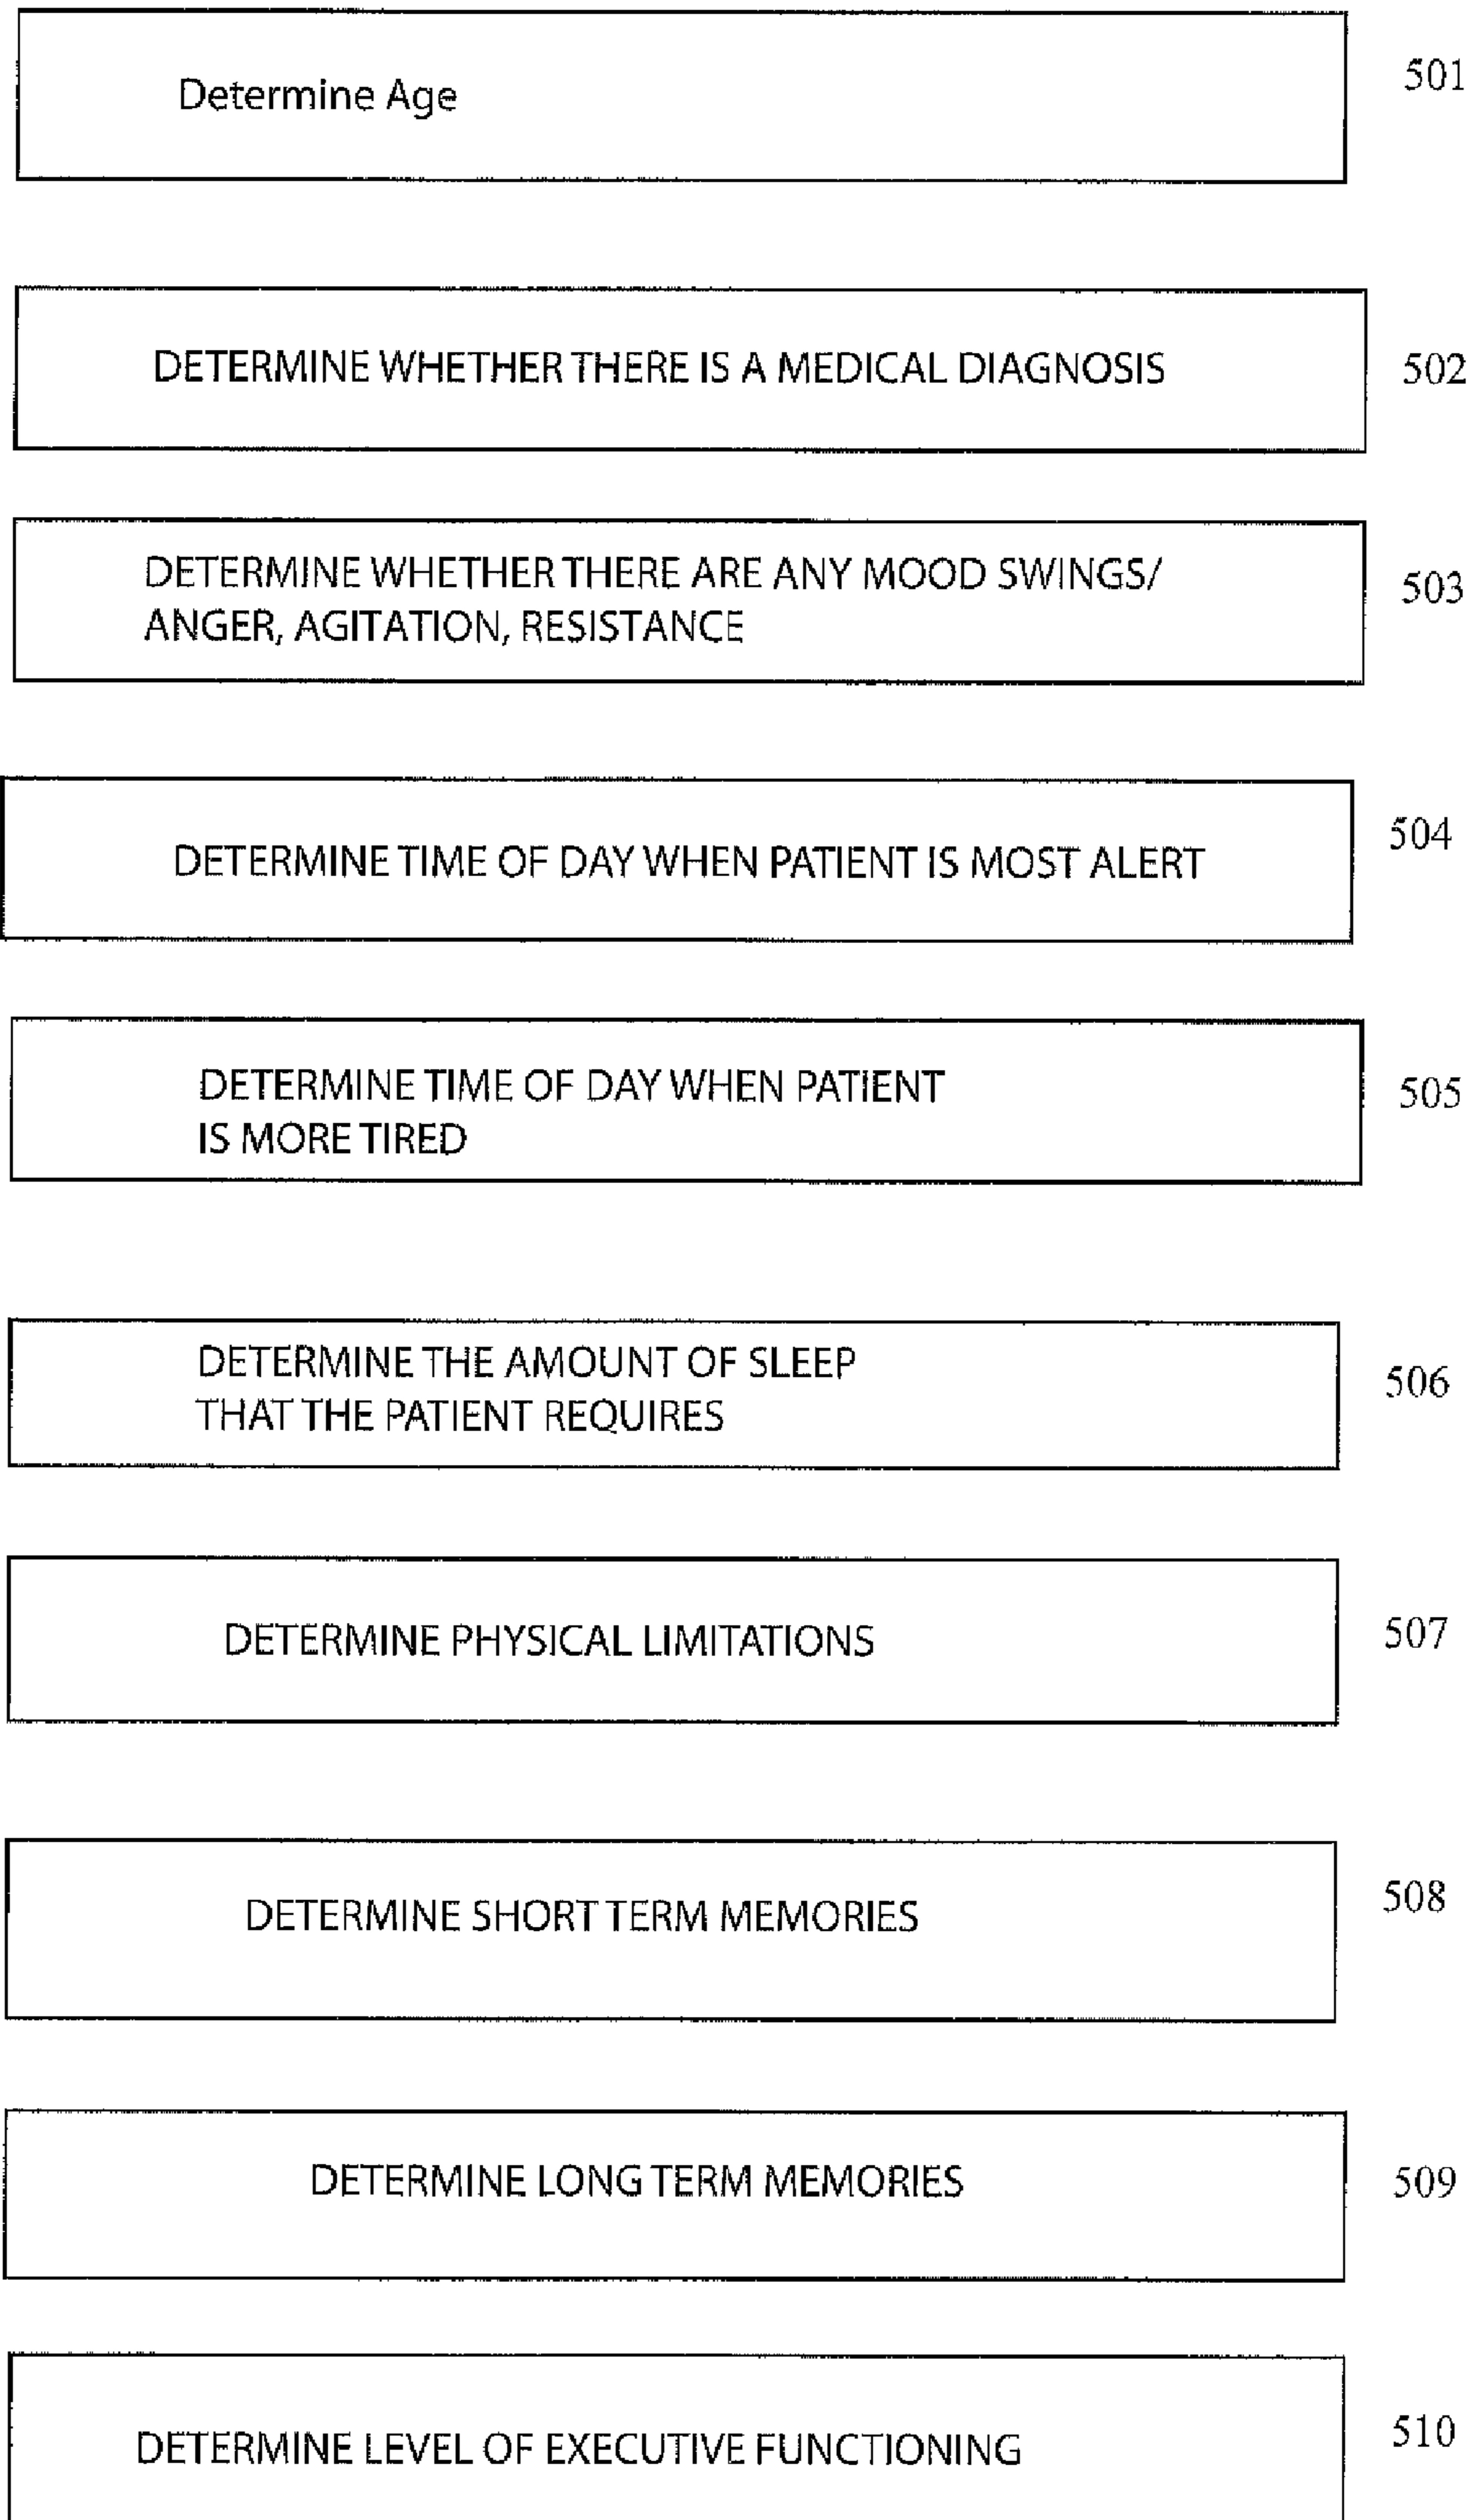 Determine Age
501
DETERMINE WHETHER THERE IS A MEDICAL DIAGNOSIS
502
DETERMINE WHETHER THERE ARE ANY MOOD SWINGS/
ANGER, AGITATION, RESISTANCE
503
DETERMINE TIME OF DAY WHEN PATIENT IS MOST ALERT
504
DETERMINE TIME OF DAY WHEN PATIENT
IS MORE TIRED
505
DETERMINE THE AMOUNT OF SLEEP
THAT THE PATIENT REQUIRES
506
DETERMINE PHYSICAL LIMITATIONS
507
DETERMINE SHORT TERM MEMORIES
508
DETERMINE LONG TERM MEMORIES
509
DETERMINE LEVEL OF EXECUTIVE FUNCTIONING
510